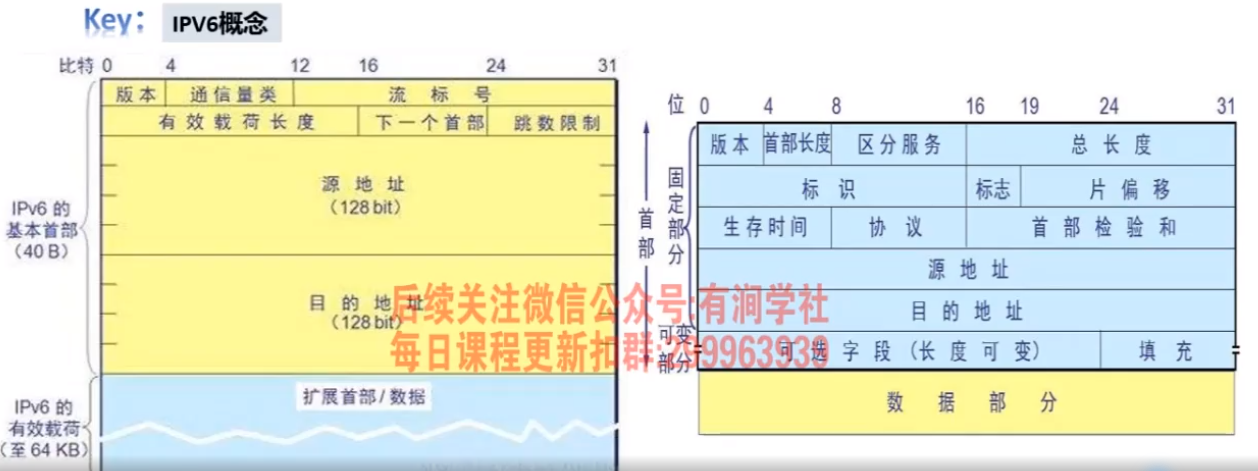 Key: IPV6概念
比特 0 4 12 16 24 31
版本 通信量类 流标号
有效载荷长度 下一个首部 跳数限制
源地址
(128 bit)
目的地址
(128 bit)
IPv6 的
基本首部
(40 B)
扩展首部/数据
IPv6 的
有效载荷
(至 64 KB)
位 0 4 8 16 19 24 31
版本 首部长度 区分服务 总长度
标识 标志 片偏移
生存时间 协议 首部检验和
源地址
目的地址
可选字段(长度可变) 填充
数据部分
首部
固定部分
可变
部分
后续关注微信公众号:有涧学社
每日课程更新扣群:299963939